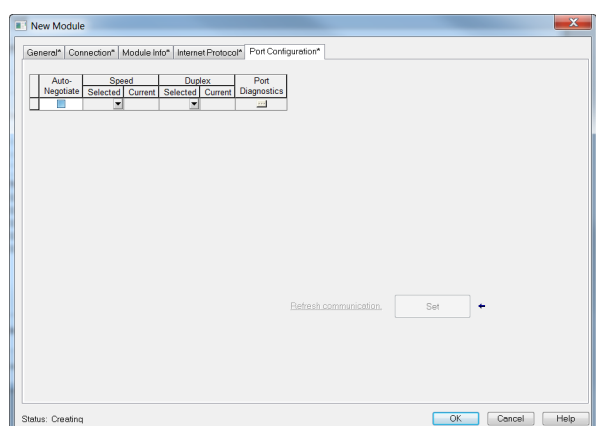 New Module
General* Connection* Module Info* Internet Protocol* Port Configuration*
Auto-Negotiate Speed Duplex Port Diagnostics
Selected Current Selected Current
Refresh communication. Set
Status: Creating OK Cancel Help